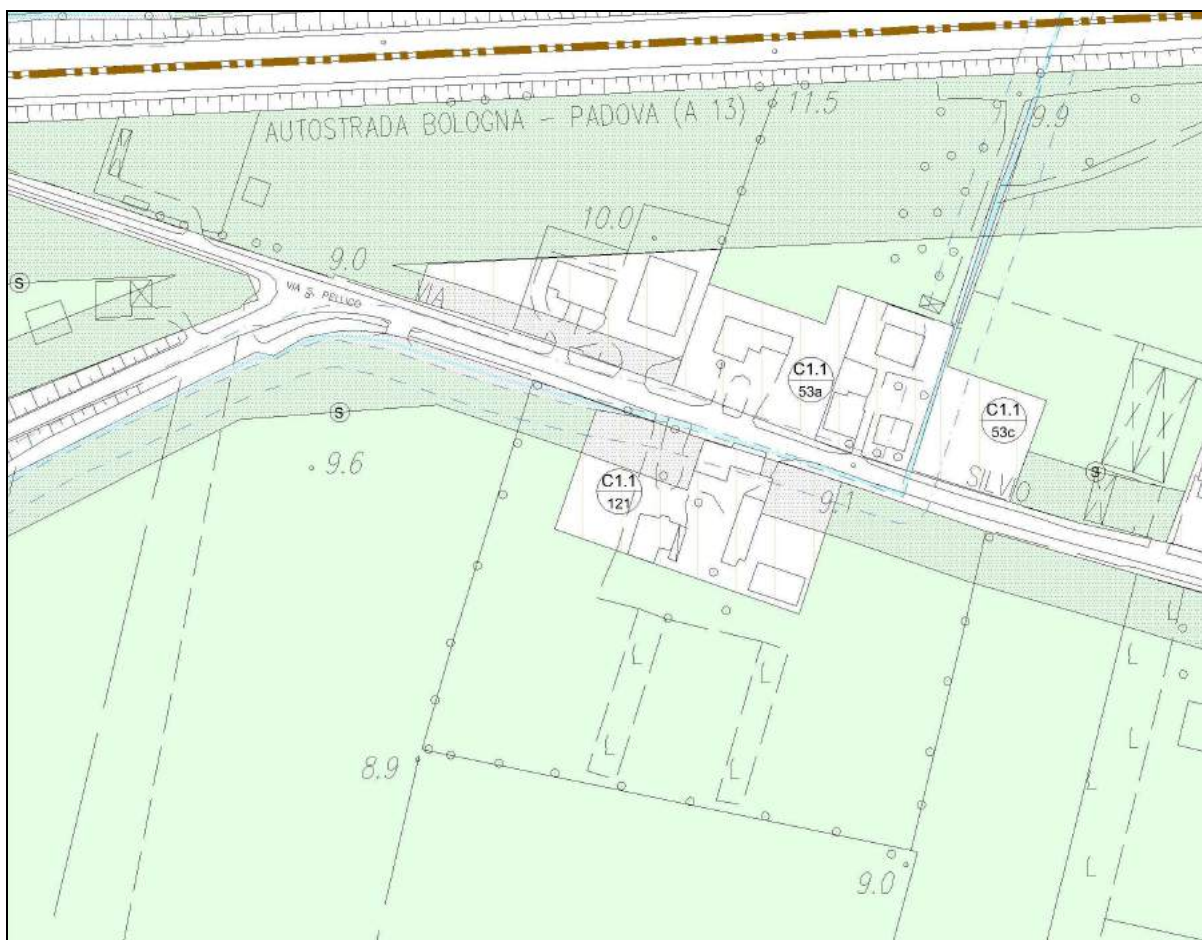 AUTOSTRADA BOLOGNA - PADOVA (A 13)
11.5
9.9
10.0
9.0
VIA S. PELLICO
VIA
S
C1.1
53a
C1.1
53c
S
S
9.6
C1.1
121
SILVIO
9.1
L
L
L
L
L
L
L
L
L
8.9
9.0